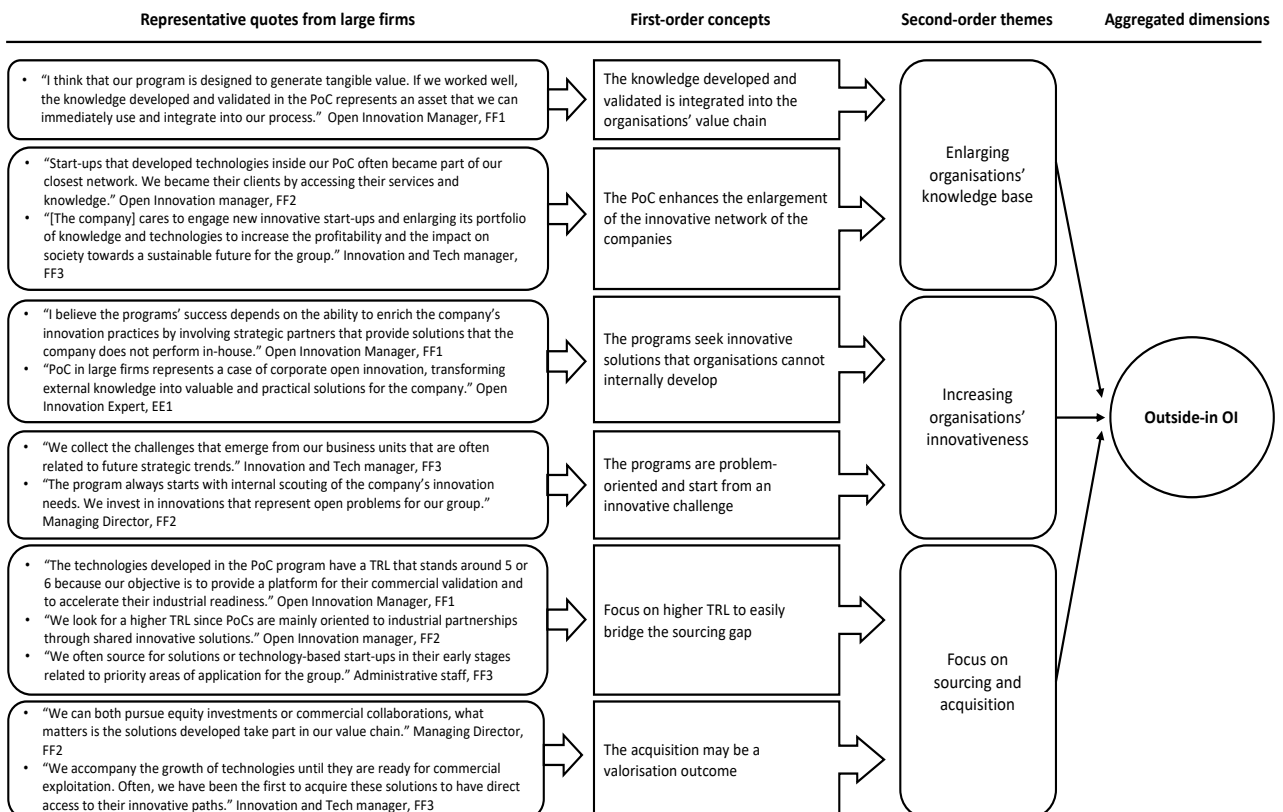 Representative quotes from large firms
First-order concepts
Second-order themes
Aggregated dimensions
• “I think that our program is designed to generate tangible value. If we worked well,
the knowledge developed and validated in the PoC represents an asset that we can
immediately use and integrate into our process.” Open Innovation Manager, FF1
The knowledge developed and
validated is integrated into the
organisations’ value chain
• “Start-ups that developed technologies inside our PoC often became part of our
closest network. We became their clients by accessing their services and
knowledge.” Open Innovation manager, FF2
• “[The company] cares to engage new innovative start-ups and enlarging its portfolio
of knowledge and technologies to increase the profitability and the impact on
society towards a sustainable future for the group.” Innovation and Tech manager,
FF3
The PoC enhances the enlargement
of the innovative network of the
companies
Enlarging
organisations’
knowledge base
• “I believe the programs’ success depends on the ability to enrich the company’s
innovation practices by involving strategic partners that provide solutions that the
company does not perform in-house.” Open Innovation Manager, FF1
• “PoC in large firms represents a case of corporate open innovation, transforming
external knowledge into valuable and practical solutions for the company.” Open
Innovation Expert, EE1
The programs seek innovative
solutions that organisations cannot
internally develop
• “We collect the challenges that emerge from our business units that are often
related to future strategic trends.” Innovation and Tech manager, FF3
• “The program always starts with internal scouting of the company’s innovation
needs. We invest in innovations that represent open problems for our group.”
Managing Director, FF2
The programs are problem-
oriented and start from an
innovative challenge
Increasing
organisations’
innovativeness
Outside-in OI
• “The technologies developed in the PoC program have a TRL that stands around 5 or
6 because our objective is to provide a platform for their commercial validation and
to accelerate their industrial readiness.” Open Innovation Manager, FF1
• “We look for a higher TRL since PoCs are mainly oriented to industrial partnerships
through shared innovative solutions.” Open Innovation manager, FF2
• “We often source for solutions or technology-based start-ups in their early stages
related to priority areas of application for the group.” Administrative staff, FF3
Focus on higher TRL to easily
bridge the sourcing gap
• “We can both pursue equity investments or commercial collaborations, what
matters is the solutions developed take part in our value chain.” Managing Director,
FF2
• “We accompany the growth of technologies until they are ready for commercial
exploitation. Often, we have been the first to acquire these solutions to have direct
access to their innovative paths.” Innovation and Tech manager, FF3
The acquisition may be a
valorisation outcome
Focus on
sourcing and
acquisition